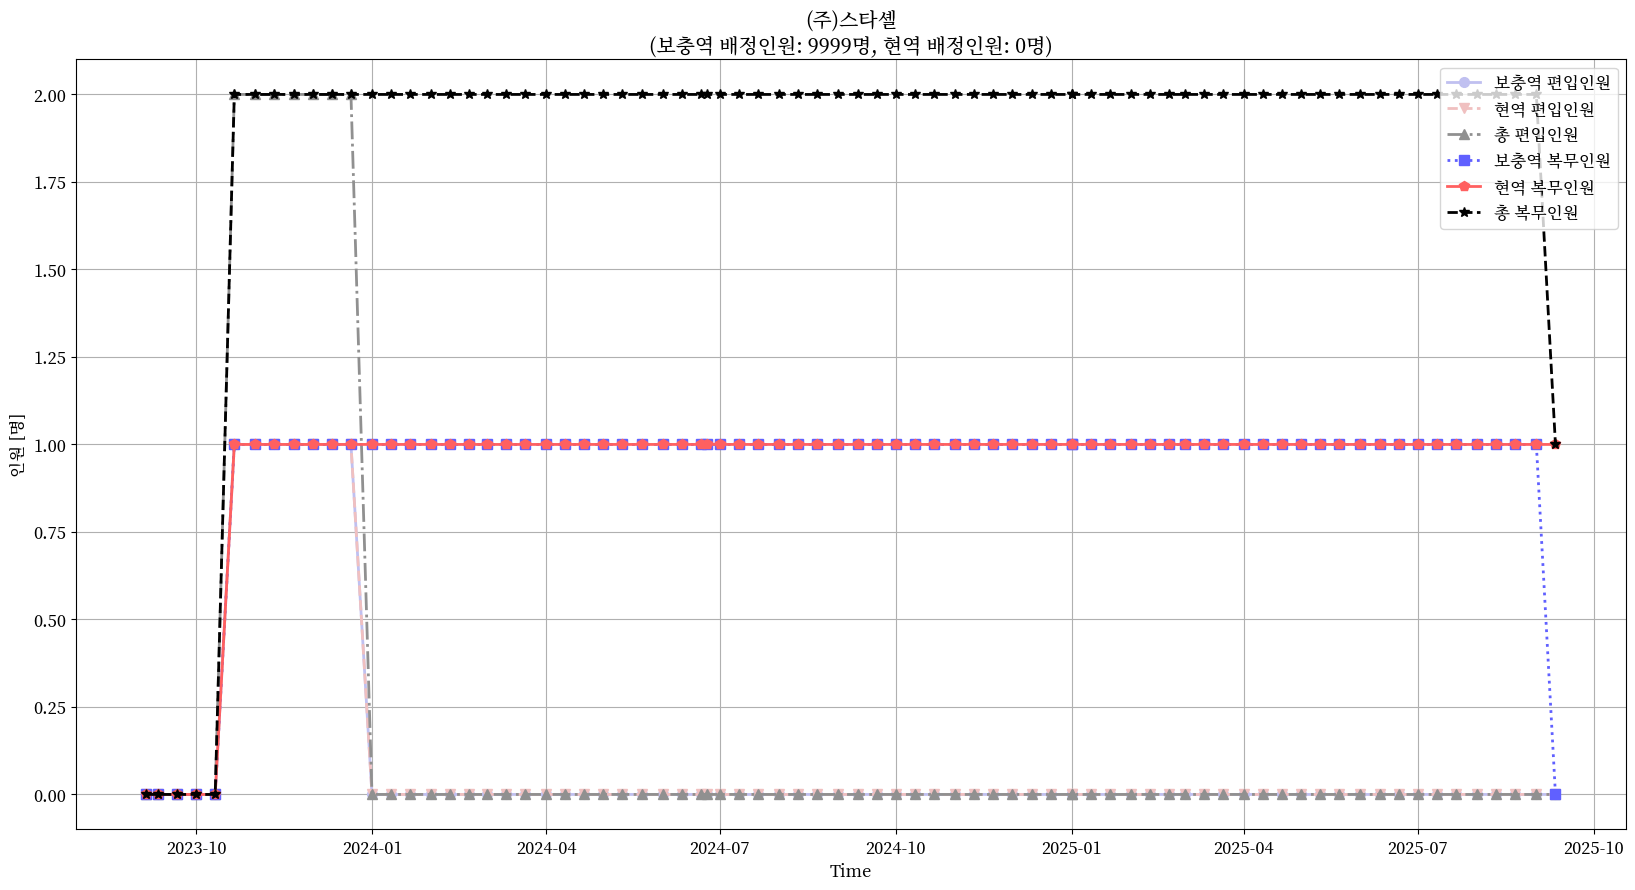 (주)스타셸
(보충역 배정인원: 9999명, 현역 배정인원: 0명)
2.00
1.75
1.50
1.25
1.00
0.75
0.50
0.25
0.00
인원 [명]
보충역 편입인원
현역 편입인원
총 편입인원
보충역 복무인원
현역 복무인원
총 복무인원
2023-10
2024-01
2024-04
2024-07
2024-10
2025-01
2025-04
2025-07
2025-10
Time